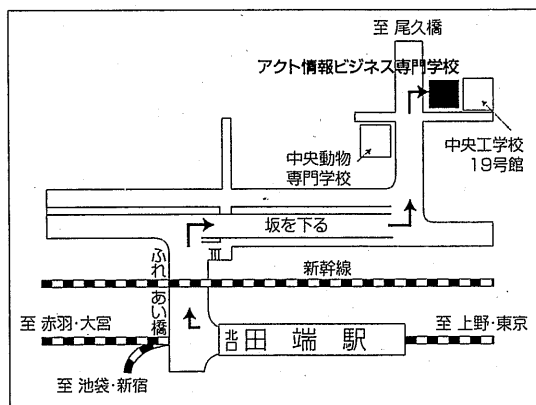 至 尾久橋
アクト情報ビジネス専門学校
中央動物
専門学校
中央工学校
19号館
坂を下る
ふれあい橋
新幹線
至 赤羽・大宮
北口
田端駅
至 上野・東京
至 池袋・新宿